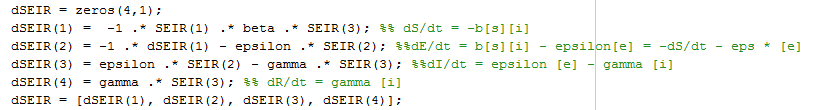 dSEIR = zeros(4,1);
dSEIR(1) =  -1 .* SEIR(1) .* beta .* SEIR(3); %% dS/dt = -b[s][i]
dSEIR(2) = -1 .* dSEIR(1) - epsilon .* SEIR(2); %%dE/dt = b[s][i] - epsilon[e] = -dS/dt - eps * [e]
dSEIR(3) = epsilon .* SEIR(2) - gamma .* SEIR(3); %%dI/dt = epsilon [e] - gamma [i]
dSEIR(4) = gamma .* SEIR(3); %% dR/dt = gamma [i]
dSEIR = [dSEIR(1), dSEIR(2), dSEIR(3), dSEIR(4)];